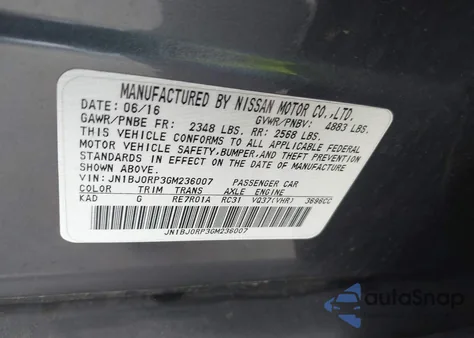 MANUFACTURED BY NISSAN MOTOR CO.,LTD.
DATE: 06/16 GVWR/PNBV: 4883 LBS.
GAWR/PNBE FR: 2348 LBS. RR: 2568 LBS.
THIS VEHICLE CONFORMS TO ALL APPLICABLE FEDERAL
MOTOR VEHICLE SAFETY,BUMPER, AND THEFT PREVENTION
STANDARDS IN EFFECT ON THE DATE OF MANUFACTURE
SHOWN ABOVE.
VIN: JN1BJ0RP3GM236007 PASSENGER CAR
COLOR TRIM TRANS AXLE ENGINE
KAD G RE7R01A RC31 VQ37(VHR) 3696CC
JN1BJ0RP3GM236007
AutoSnap